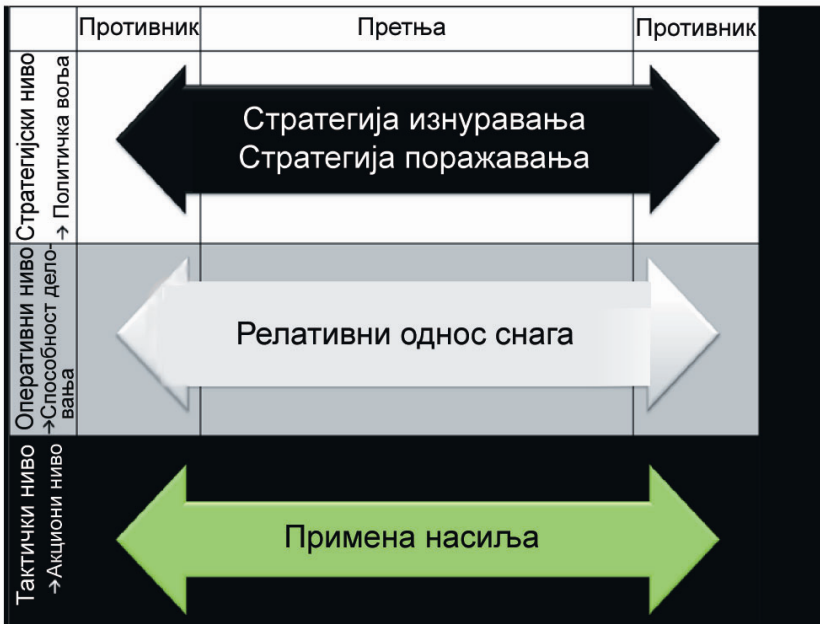 Противник
Претња
Противник
Стратегијски ниво
→ Политичка воља
Стратегија изнуравања
Стратегија поражавања
Оперативни ниво
→Способност дело-
вања
Релативни однос снага
Тактички ниво
→Акциони ниво
Примена насиља